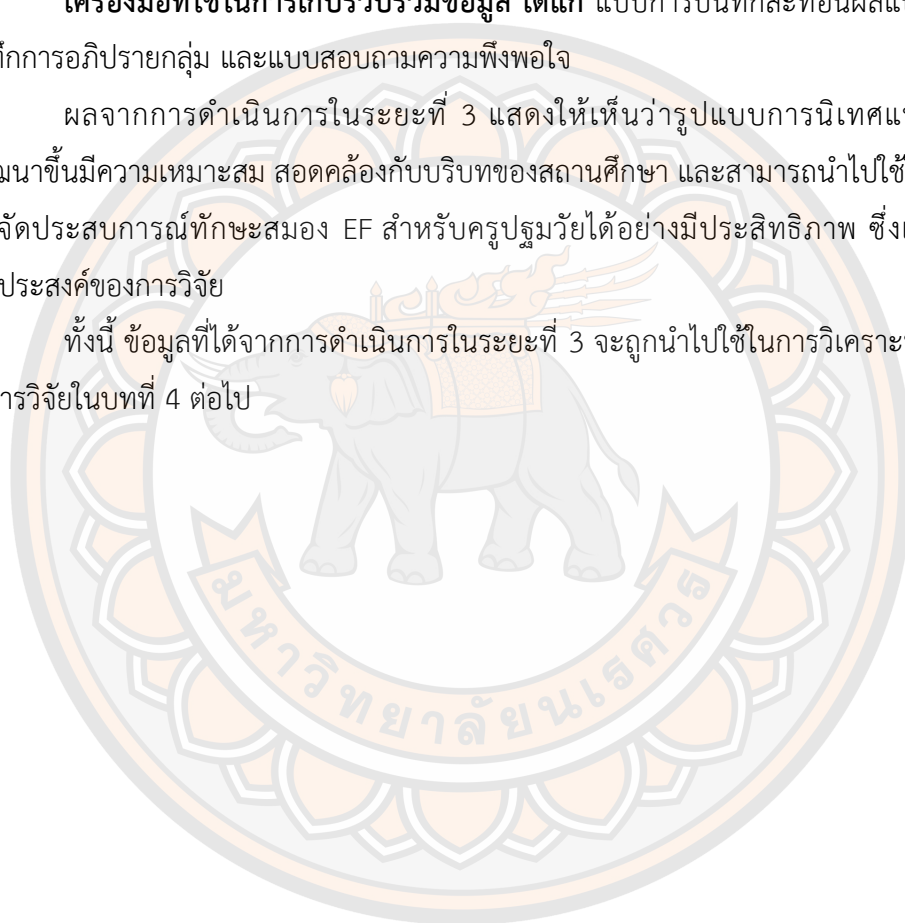 เครื่องมือที่ใช้ในการเก็บรวบรวมข้อมูล ได้แก่ แบบการบันทึกสะท้อนผล
ึกการอภิปรายกลุ่ม และแบบสอบถามความพึงพอใจ
ผลจากการดำเนินการในระยะที่ 3 แสดงให้เห็นว่ารูปแบบการนิเทศแ
ฒนาขึ้นมีความเหมาะสม สอดคล้องกับบริบทของสถานศึกษา และสามารถนำไปใช้
จัดประสบการณ์ทักษะสมอง EF สำหรับครูปฐมวัยได้อย่างมีประสิทธิภาพ ซึ่งเ
ประสงค์ของการวิจัย
ทั้งนี้ ข้อมูลที่ได้จากการดำเนินการในระยะที่ 3 จะถูกนำไปใช้ในการวิเคราะ
ารวิจัยในบทที่ 4 ต่อไป
มหาวิทยาลัยนเรศวร